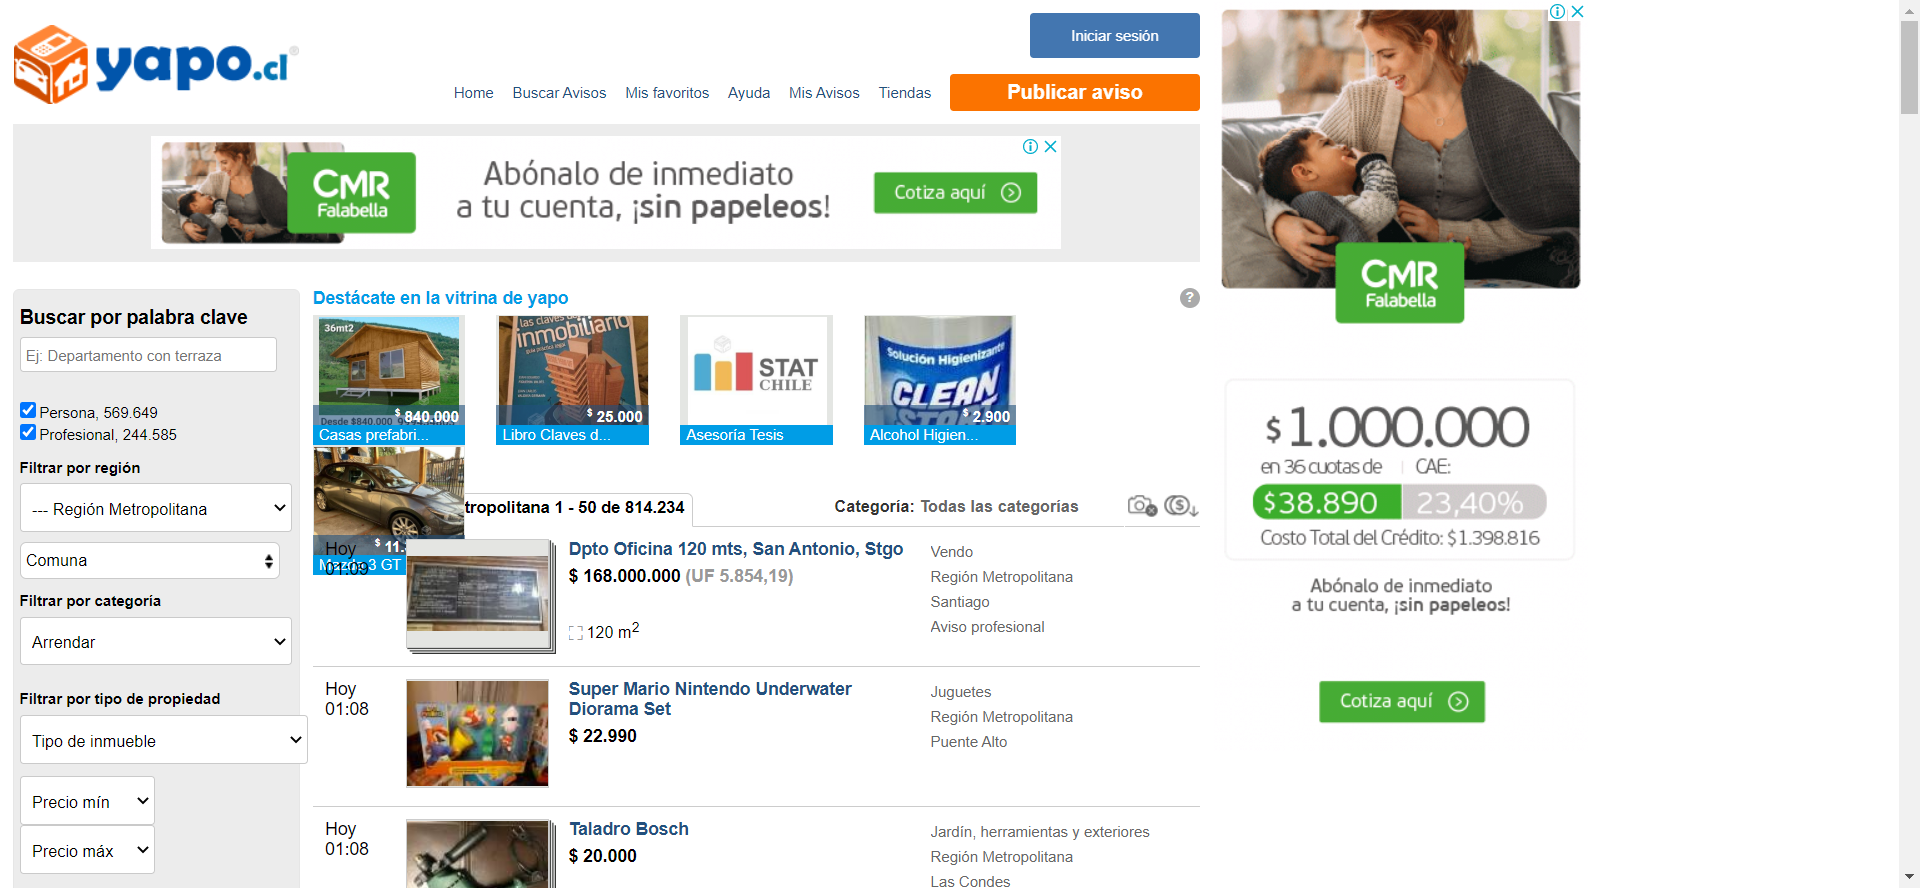 yapo.cl®
Iniciar sesión
Home
Buscar Avisos
Mis favoritos
Ayuda
Mis Avisos
Tiendas
Publicar aviso
CMR
Falabella
Abónalo de inmediato
a tu cuenta, ¡sin papeleos!
Cotiza aquí
Buscar por palabra clave
Ej: Departamento con terraza
Persona, 569.649
Profesional, 244.585
Filtrar por región
--- Región Metropolitana
Comuna
Filtrar por categoría
Arrendar
Filtrar por tipo de propiedad
Tipo de inmueble
Precio mín
Precio máx
Destácate en la vitrina de yapo
?
36mt2
Desde $840.000
$ 840.000
Casas prefabri...
las claves
inmobiliario
$ 25.000
Libro Claves d...
STAT
CHILE
Asesoría Tesis
Solución Higienizante
CLEAN
START
$ 2.900
Alcohol Higien...
$ 11.
Mazda 3 GT
tropolitana 1 - 50 de 814.234
Categoría: Todas las categorías
Hoy
01:09
Dpto Oficina 120 mts, San Antonio, Stgo
$ 168.000.000 (UF 5.854,19)
120 m2
Vendo
Región Metropolitana
Santiago
Aviso profesional
Hoy
01:08
Super Mario Nintendo Underwater
Diorama Set
$ 22.990
Juguetes
Región Metropolitana
Puente Alto
Hoy
01:08
Taladro Bosch
$ 20.000
Jardín, herramientas y exteriores
Región Metropolitana
Las Condes
CMR
Falabella
$1.000.000
en 36 cuotas de
CAE:
$38.890
23,40%
Costo Total del Crédito: $1.398.816
Abónalo de inmediato
a tu cuenta, ¡sin papeleos!
Cotiza aquí